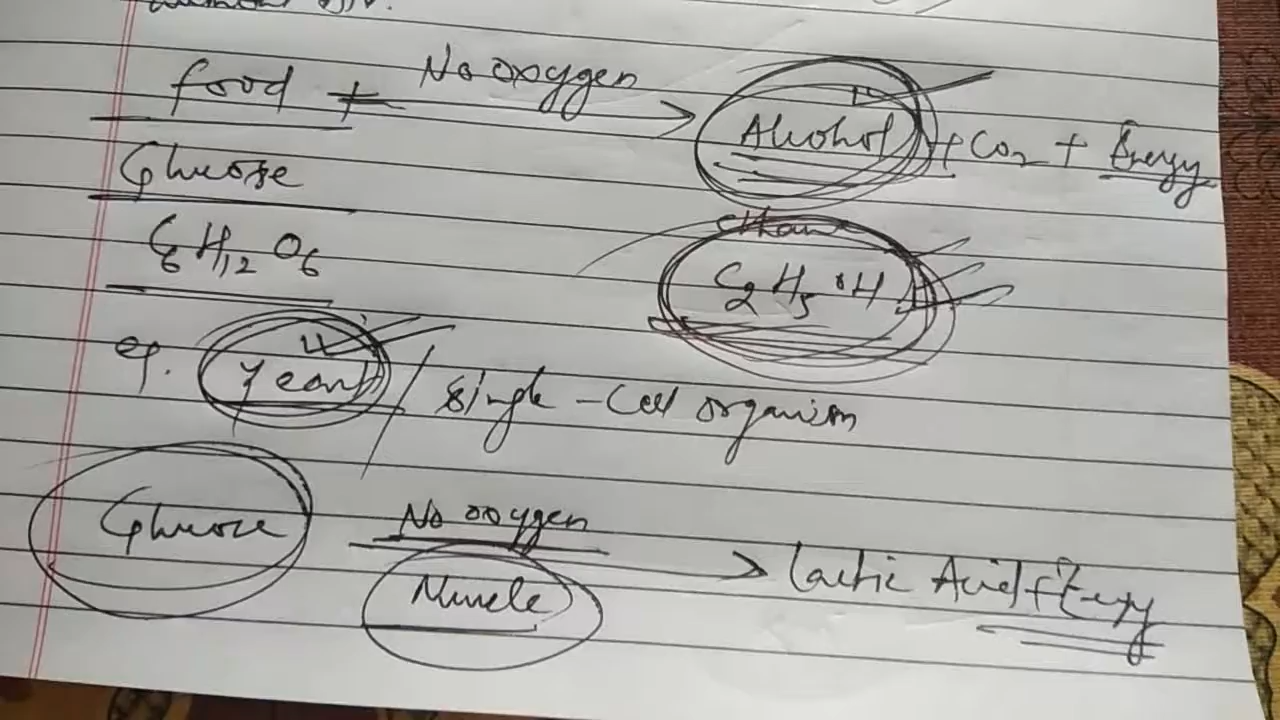 food + No oxygen → Alcohol + CO2 + Energy
Glucose
C6H12O6 C2H5OH
eg. Yeast / Single-Cell organism
Glucose No oxygen → Lactic Acid + Energy
Muscle